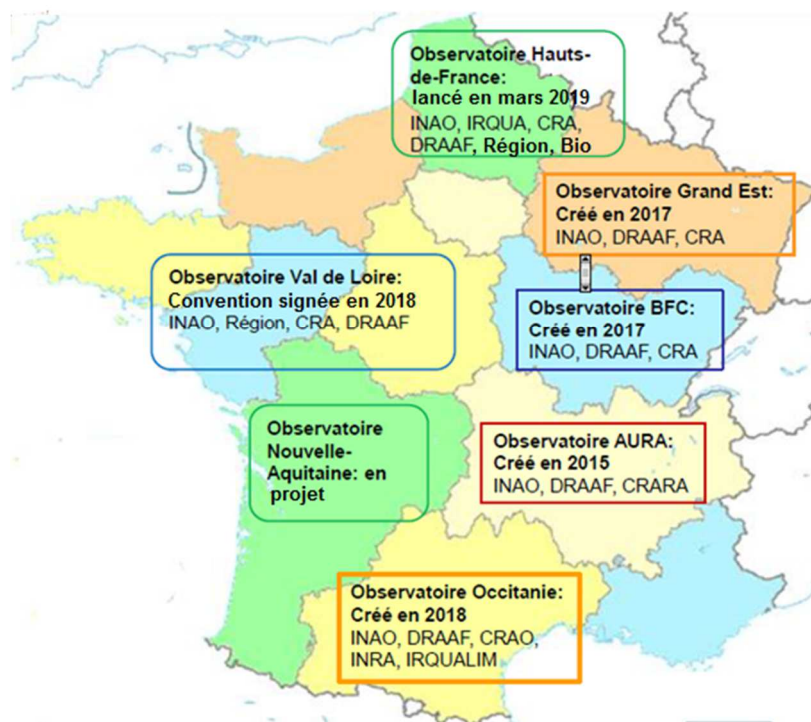 Observatoire Hauts-
de-France:
lancé en mars 2019
INAO, IRQUA, CRA,
DRAAF, Région, Bio
Observatoire Grand Est:
Créé en 2017
INAO, DRAAF, CRA
Observatoire Val de Loire:
Convention signée en 2018
INAO, Région, CRA, DRAAF
Observatoire BFC:
Créé en 2017
INAO, DRAAF, CRA
Observatoire
Nouvelle-
Aquitaine: en
projet
Observatoire AURA:
Créé en 2015
INAO, DRAAF, CRARA
Observatoire Occitanie:
Créé en 2018
INAO, DRAAF, CRAO,
INRA, IRQUALIM